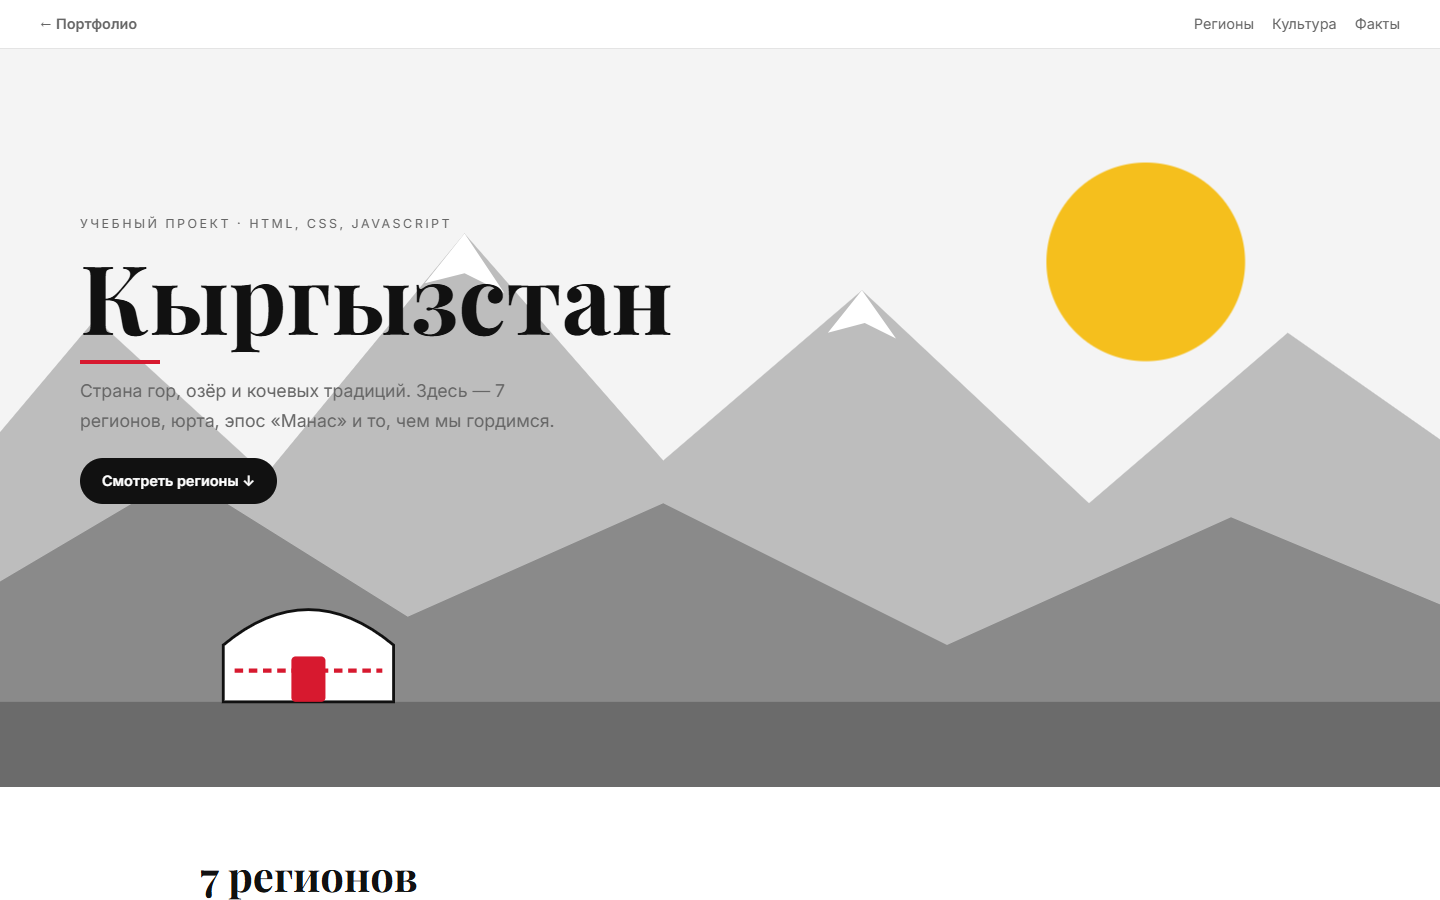 ← Портфолио
Регионы Культура Факты
УЧЕБНЫЙ ПРОЕКТ · HTML, CSS, JAVASCRIPT
Кыргызстан
Страна гор, озёр и кочевых традиций. Здесь — 7
регионов, юрта, эпос «Манас» и то, чем мы гордимся.
Смотреть регионы ↓
7 регионов